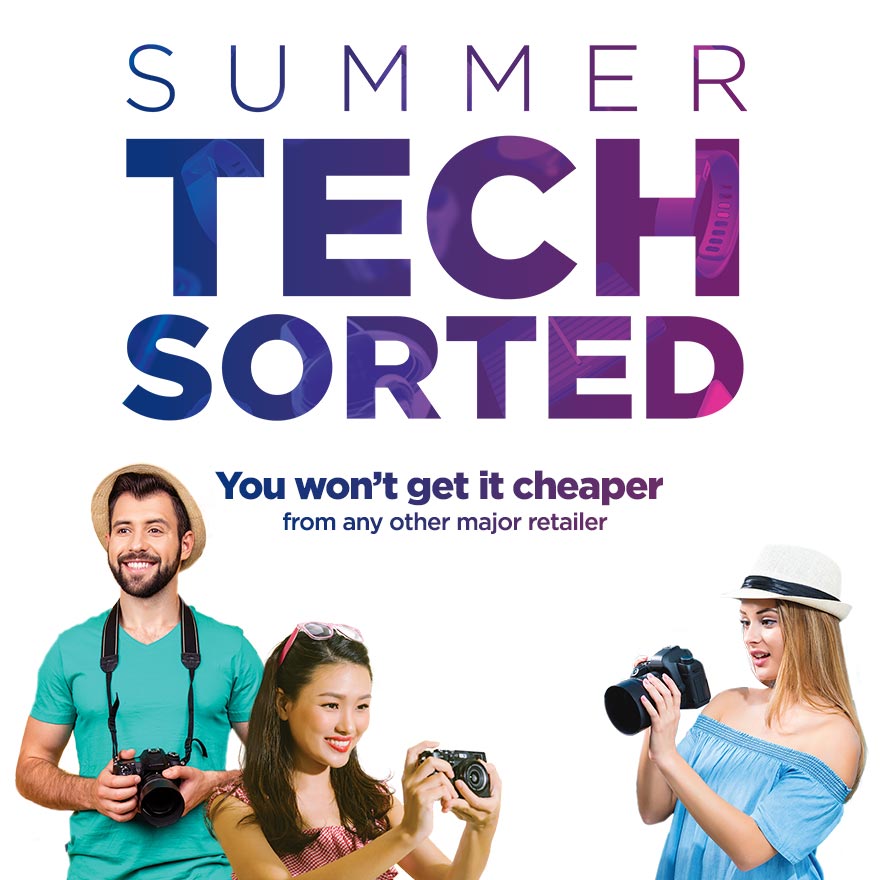 SUMMER
TECH
SORTED
You won't get it cheaper
from any other major retailer